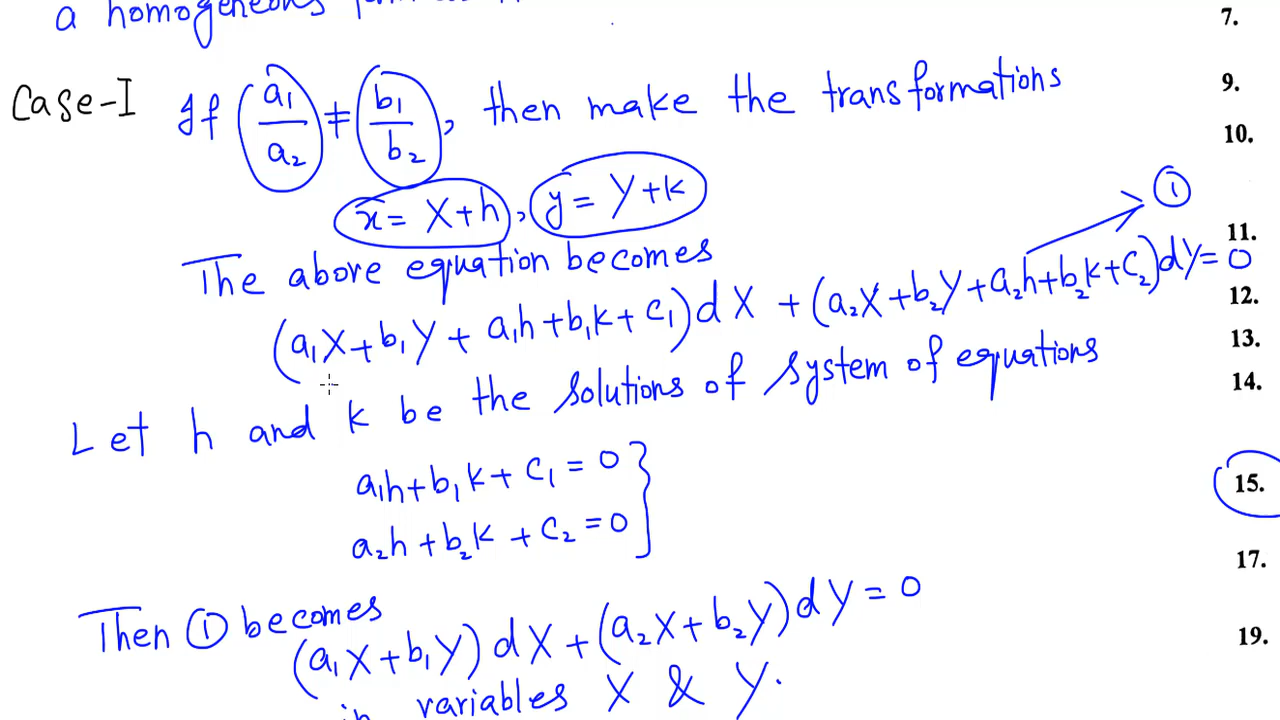 a homogeneous
7.
Case-I If a₁/a₂ ≠ b₁/b₂, then make the transformations
9.
10.
x = X+h, y = Y+k
①
The above equation becomes
11.
(a₁X+b₁Y+a₁h+b₁k+c₁)dX + (a₂X+b₂Y+a₂h+b₂k+c₂)dY=0
12.
13.
Let h and k be the solutions of system of equations
14.
a₁h+b₁k+c₁=0
15.
a₂h+b₂k+c₂=0
17.
Then ① becomes
(a₁X+b₁Y)dX+(a₂X+b₂Y)dY=0
19.
in variables X & Y.